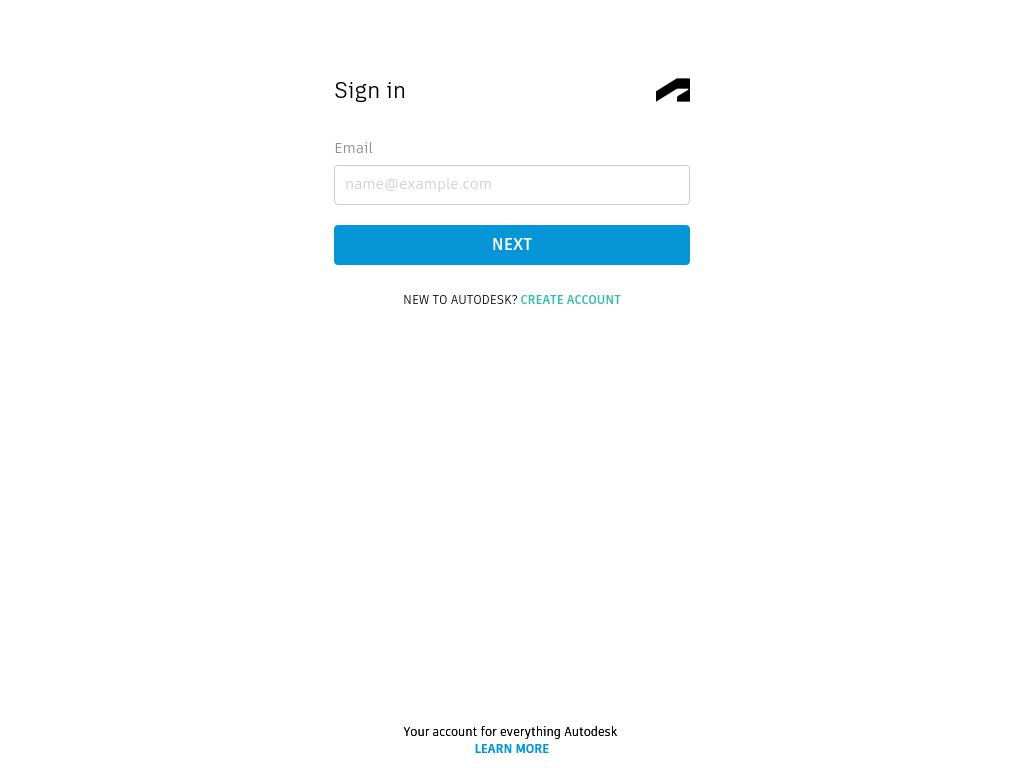 Sign in
Email
name@example.com
NEXT
NEW TO AUTODESK? CREATE ACCOUNT
Your account for everything Autodesk
LEARN MORE